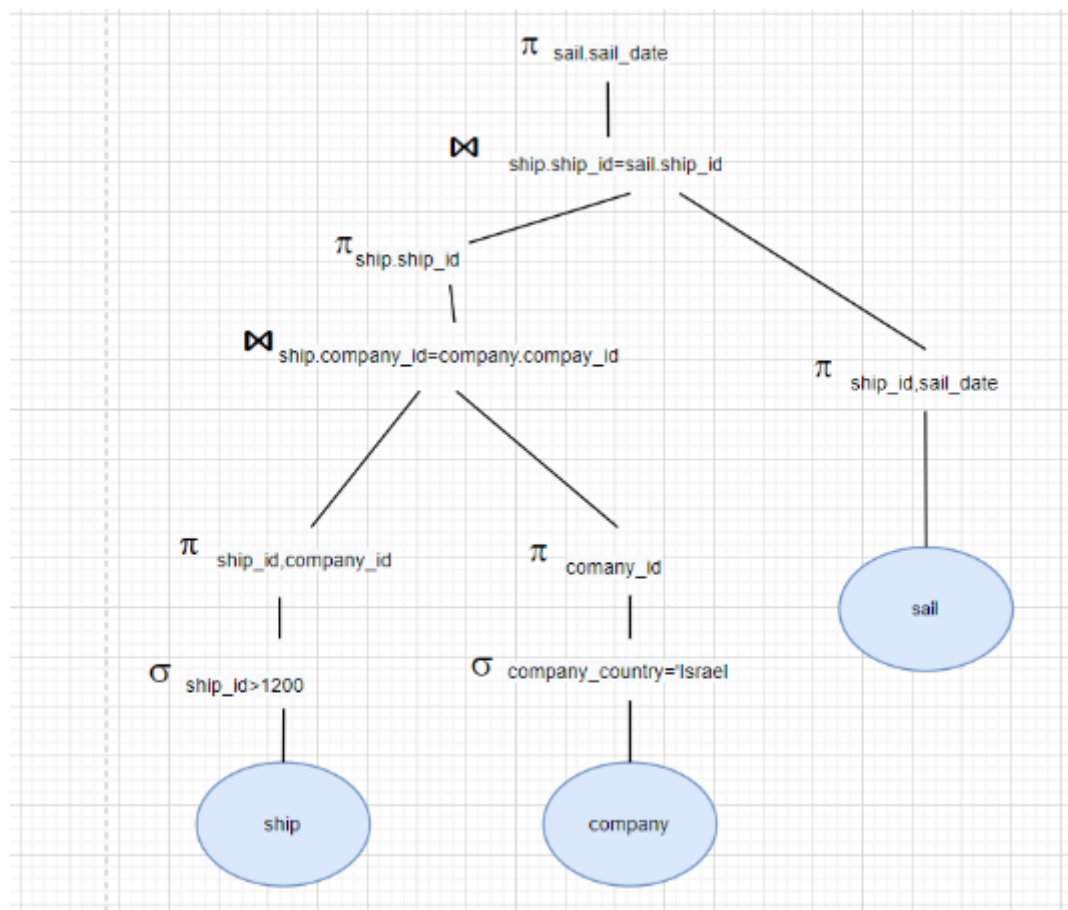 π sail.sail_date
⋈ ship.ship_id=sail.ship_id
π ship.ship_id
⋈ ship.company_id=company.compay_id
π ship_id,sail_date
π ship_id,company_id
π comany_id
sail
σ ship_id>1200
σ company_country='Israel
ship
company